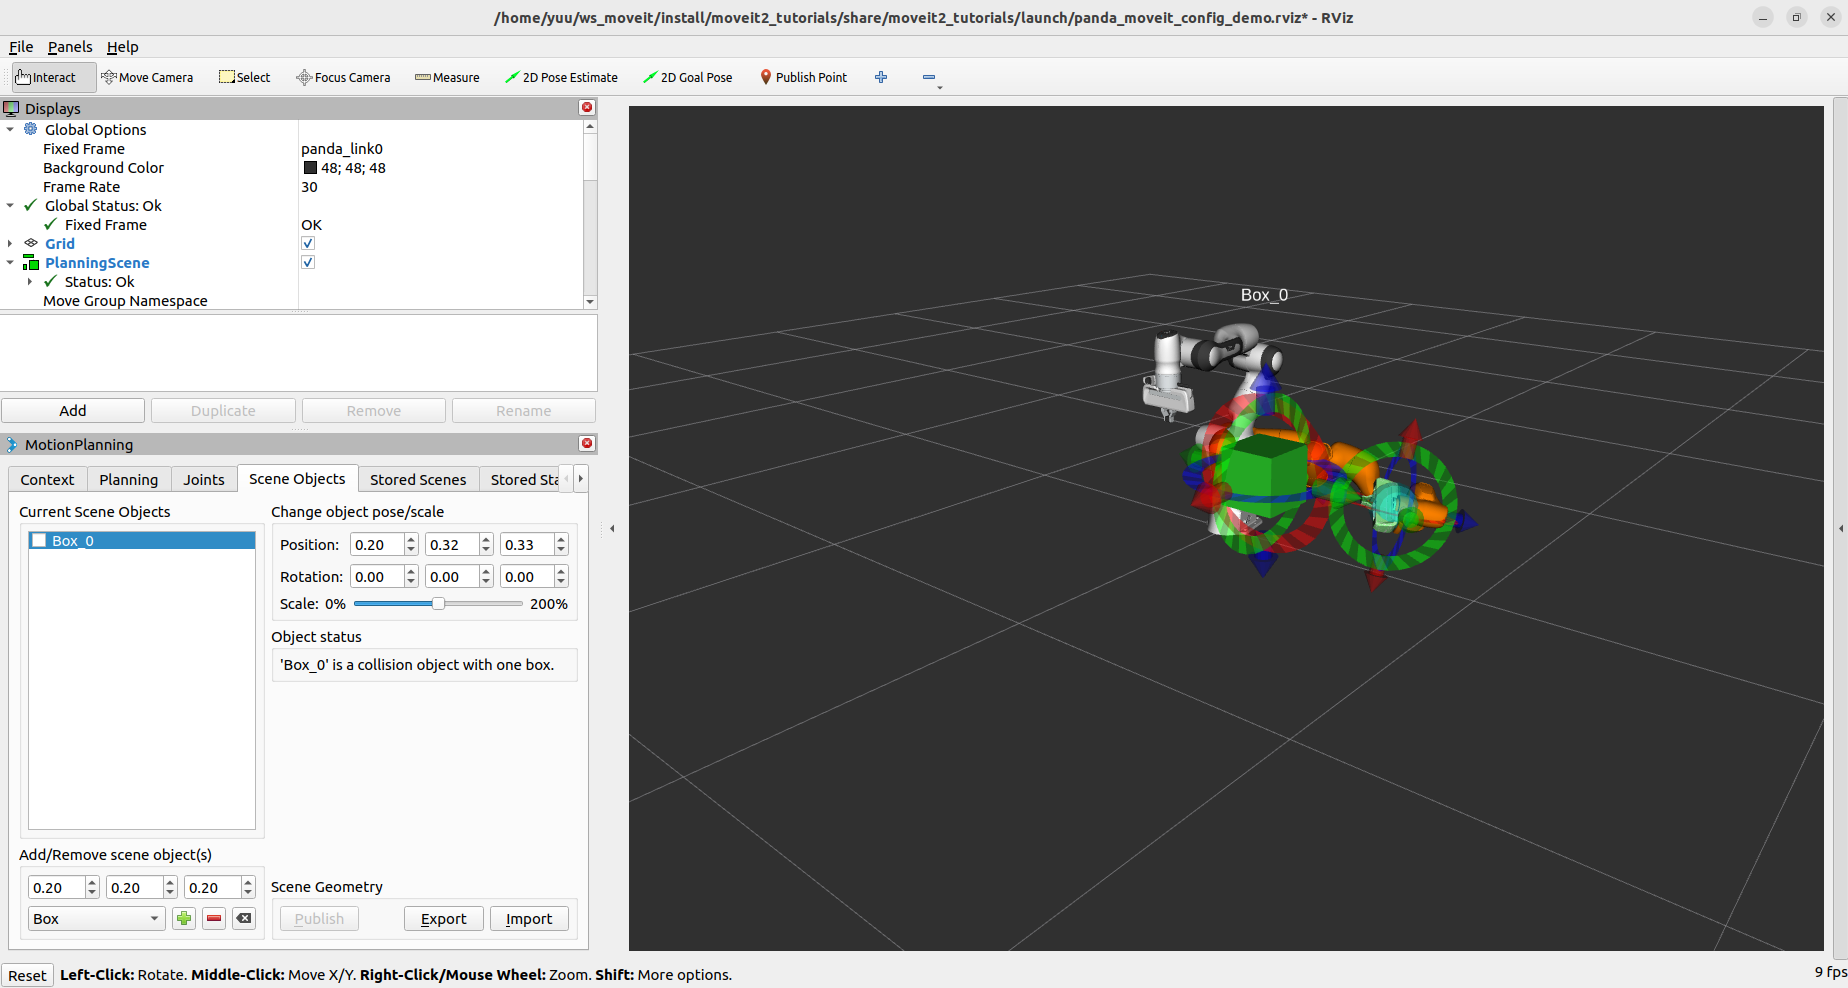 /home/yuu/ws_moveit/install/moveit2_tutorials/share/moveit2_tutorials/launch/panda_moveit_config_demo.rviz* - RViz
File Panels Help
Interact Move Camera Select Focus Camera Measure 2D Pose Estimate 2D Goal Pose Publish Point
Displays
Global Options
Fixed Frame panda_link0
Background Color 48; 48; 48
Frame Rate 30
Global Status: Ok
Fixed Frame OK
Grid
PlanningScene
Status: Ok
Move Group Namespace
Add Duplicate Remove Rename
MotionPlanning
Context Planning Joints Scene Objects Stored Scenes Stored Sta
Current Scene Objects
Box_0
Change object pose/scale
Position: 0.20 0.32 0.33
Rotation: 0.00 0.00 0.00
Scale: 0% 200%
Object status
'Box_0' is a collision object with one box.
Add/Remove scene object(s)
0.20 0.20 0.20
Box
Scene Geometry
Publish Export Import
Box_0
Reset Left-Click: Rotate. Middle-Click: Move X/Y. Right-Click/Mouse Wheel: Zoom. Shift: More options.
9 fps